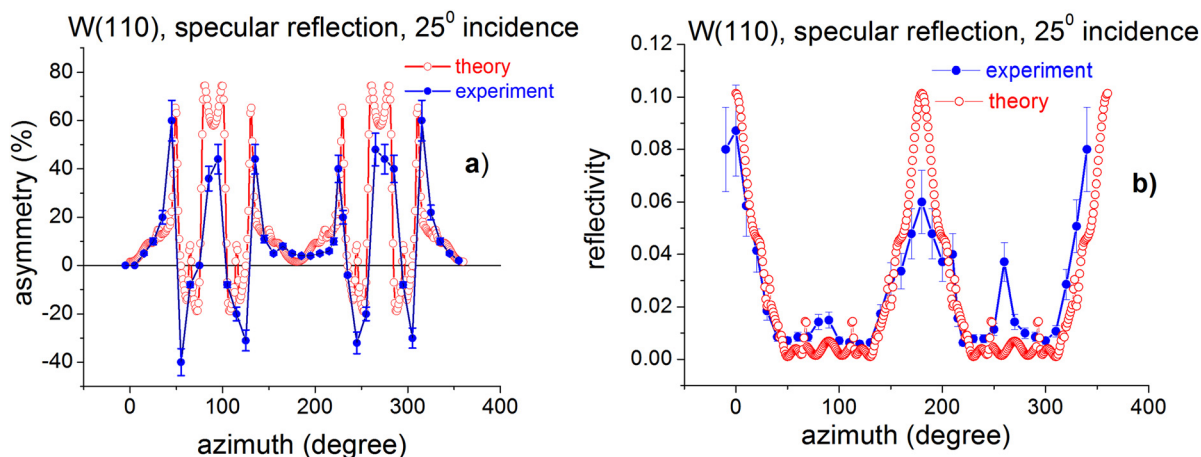 W(110), specular reflection, 25⁰ incidence
80
60
40
20
0
-20
-40
0
100
200
300
400
asymmetry (%)
azimuth (degree)
theory
experiment
a)
W(110), specular reflection, 25⁰ incidence
0.12
0.10
0.08
0.06
0.04
0.02
0.00
0
100
200
300
400
reflectivity
azimuth (degree)
experiment
theory
b)